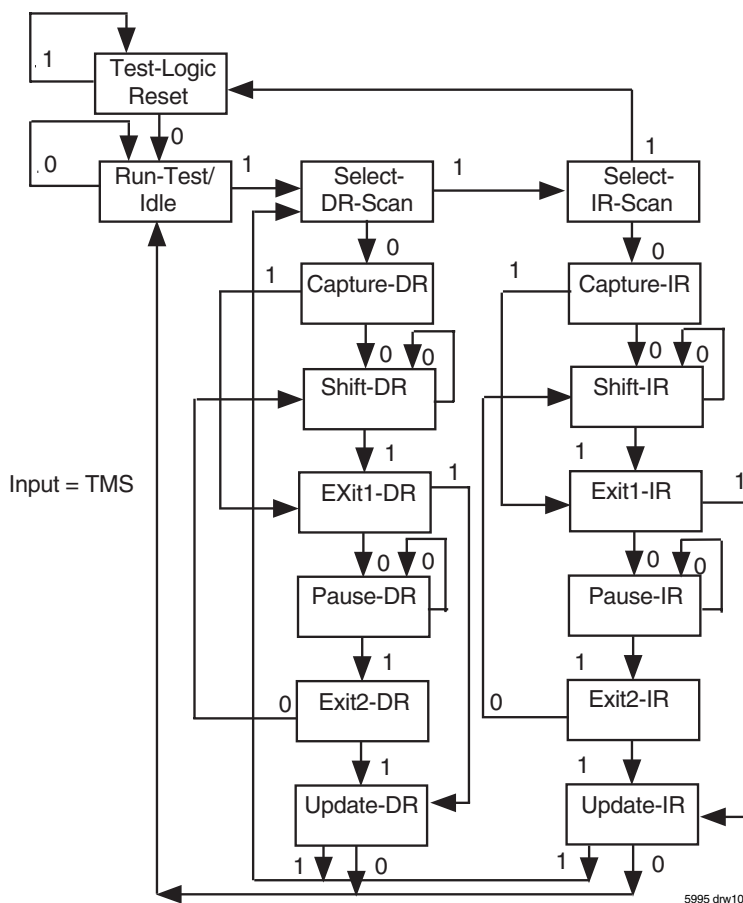 1
Test-Logic
Reset
0
0
Run-Test/
Idle
1
Select-
DR-Scan
1
1
Select-
IR-Scan
0
0
1
Capture-DR
1
Capture-IR
0
0
0
0
Shift-DR
Shift-IR
1
1
Input = TMS
EXit1-DR
1
Exit1-IR
1
0
0
0
0
Pause-DR
Pause-IR
1
1
0
Exit2-DR
0
Exit2-IR
1
1
Update-DR
Update-IR
1
0
1
0
5995 drw10